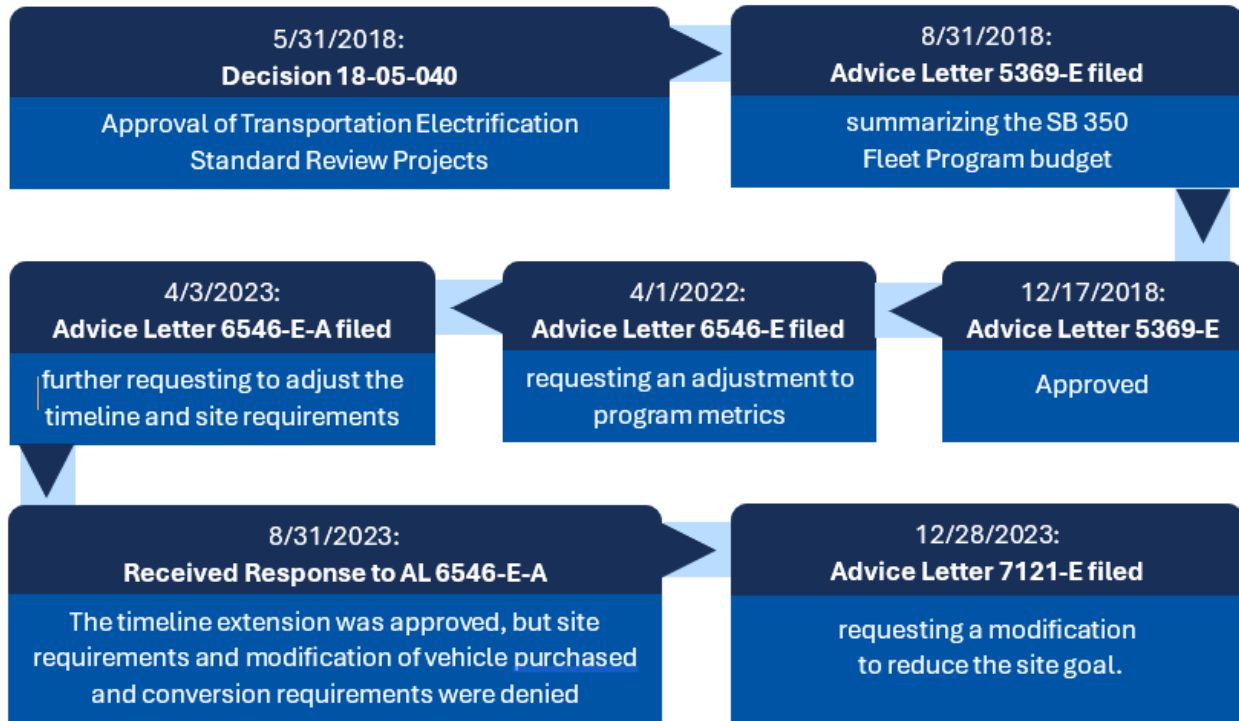 5/31/2018:
Decision 18-05-040
Approval of Transportation Electrification
Standard Review Projects
8/31/2018:
Advice Letter 5369-E filed
summarizing the SB 350
Fleet Program budget
12/17/2018:
Advice Letter 5369-E
Approved
4/1/2022:
Advice Letter 6546-E filed
requesting an adjustment to
program metrics
4/3/2023:
Advice Letter 6546-E-A filed
further requesting to adjust the
timeline and site requirements
8/31/2023:
Received Response to AL 6546-E-A
The timeline extension was approved, but site
requirements and modification of vehicle purchased
and conversion requirements were denied
12/28/2023:
Advice Letter 7121-E filed
requesting a modification
to reduce the site goal.